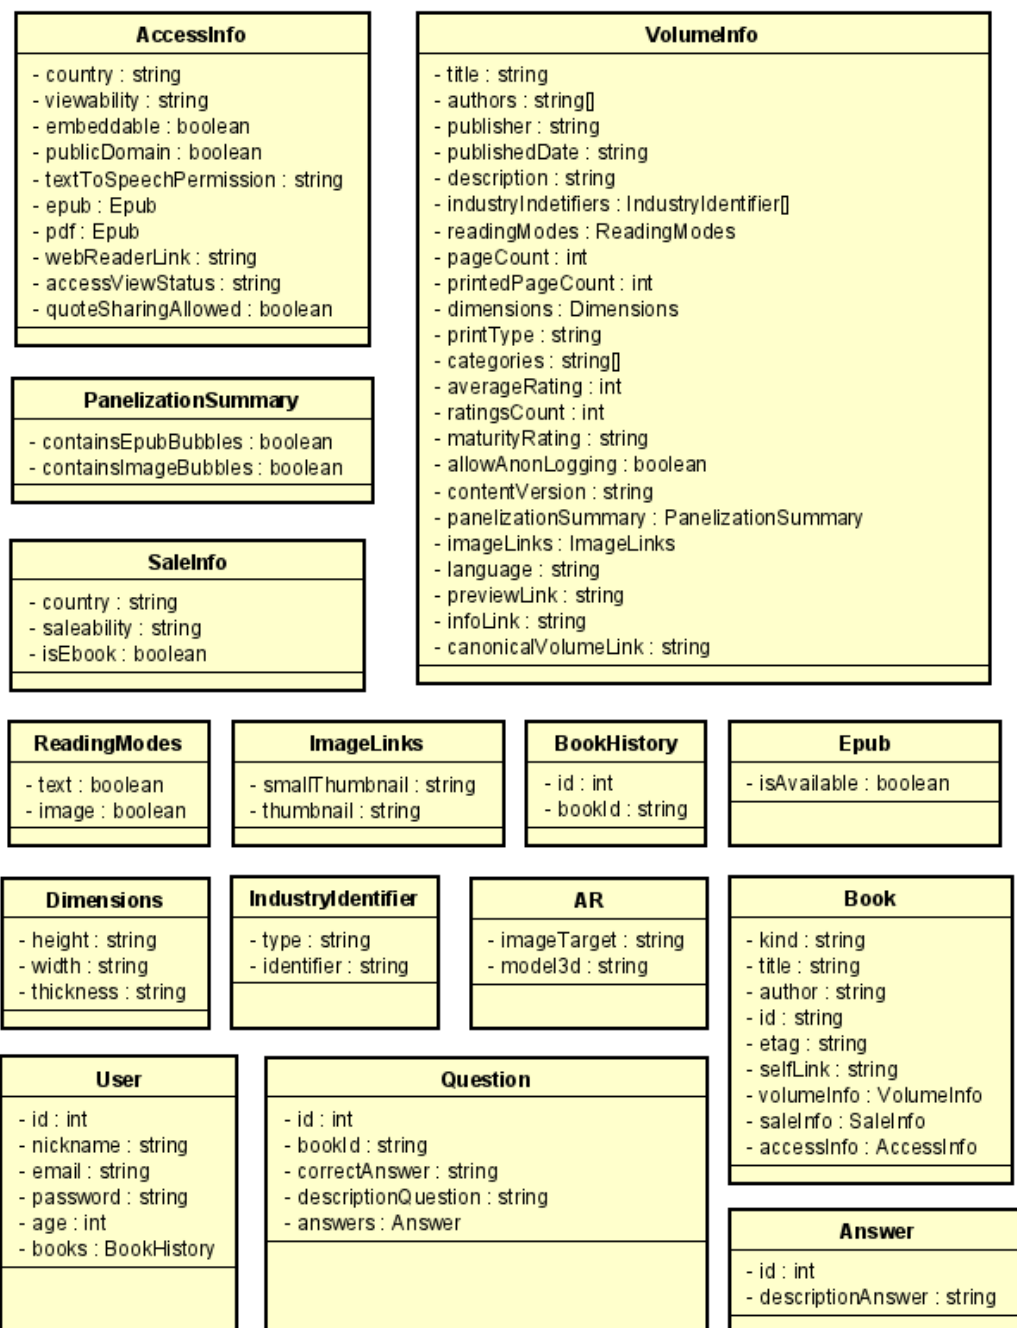 AccessInfo
- country : string
- viewability : string
- embeddable : boolean
- publicDomain : boolean
- textToSpeechPermission : string
- epub : Epub
- pdf : Epub
- webReaderLink : string
- accessViewStatus : string
- quoteSharingAllowed : boolean
VolumeInfo
- title : string
- authors : string[]
- publisher : string
- publishedDate : string
- description : string
- industryIndetifiers : IndustryIdentifier[]
- readingModes : ReadingModes
- pageCount : int
- printedPageCount : int
- dimensions : Dimensions
- printType : string
- categories : string[]
- averageRating : int
- ratingsCount : int
- maturityRating : string
- allowAnonLogging : boolean
- contentVersion : string
- panelizationSummary : PanelizationSummary
- imageLinks : ImageLinks
- language : string
- previewLink : string
- infoLink : string
- canonicalVolumeLink : string
PanelizationSummary
- containsEpubBubbles : boolean
- containsImageBubbles : boolean
SaleInfo
- country : string
- saleability : string
- isEbook : boolean
ReadingModes
- text : boolean
- image : boolean
ImageLinks
- smallThumbnail : string
- thumbnail : string
BookHistory
- id : int
- bookId : string
Epub
- isAvailable : boolean
Dimensions
- height : string
- width : string
- thickness : string
IndustryIdentifier
- type : string
- identifier : string
AR
- imageTarget : string
- model3d : string
Book
- kind : string
- title : string
- author : string
- id : string
- etag : string
- selfLink : string
- volumeInfo : VolumeInfo
- saleInfo : SaleInfo
- accessInfo : AccessInfo
User
- id : int
- nickname : string
- email : string
- password : string
- age : int
- books : BookHistory
Question
- id : int
- bookId : string
- correctAnswer : string
- descriptionQuestion : string
- answers : Answer
Answer
- id : int
- descriptionAnswer : string